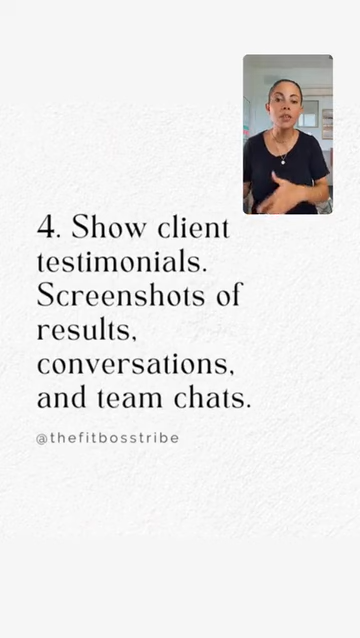 4. Show client
testimonials.
Screenshots of
results,
conversations,
and team chats.
@thefitbosstribe